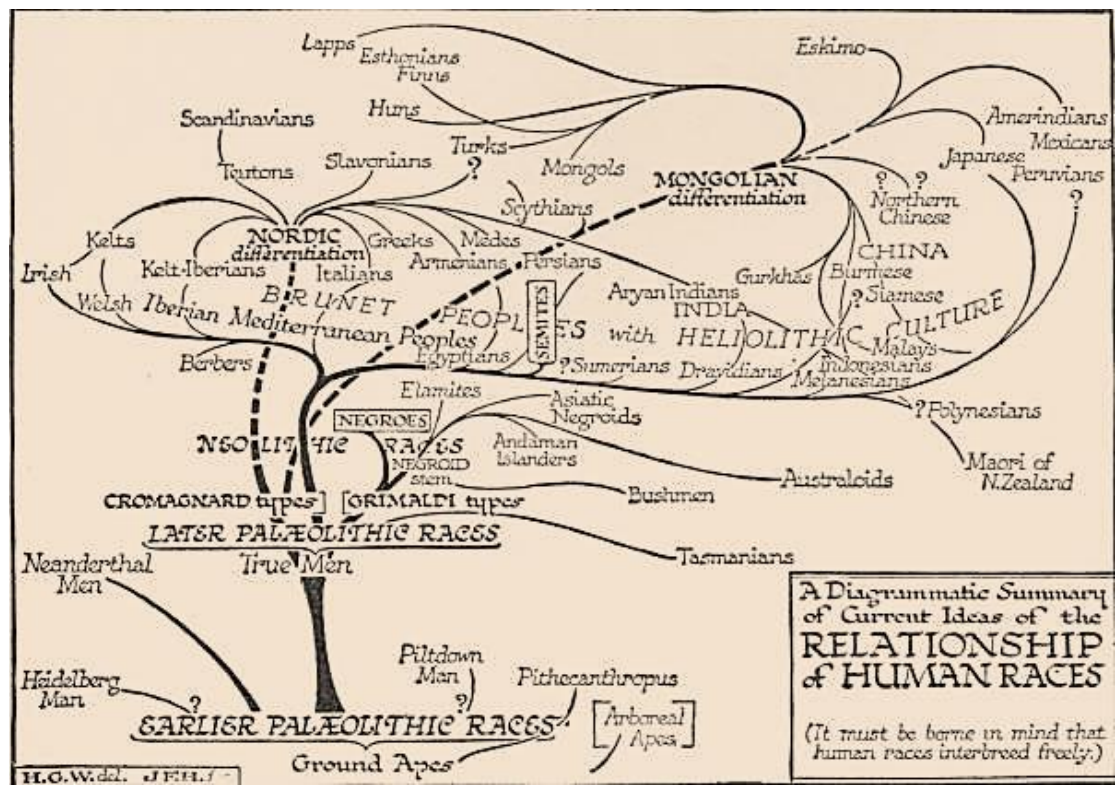 Lapps
Esthonians
Finns
Huns
Turks
Mongols
Eskimo
Amerindians
Mexicans
Japanese
Peruvians
?
Scandinavians
Teutons
Slavonians
?
MONGOLIAN
differentiation
? ?
Northern
Chinese
Scythians
Kelts
NORDIC
differentiation
Greeks
Medes
Armenians
Persians
CHINA
Irish
Kelt-Iberians
Italians
Gurkhas
Burmese
? Siamese
Welsh
Iberian
BRUNET PEOPLES with HELIOLITHIC CULTURE
Mediterranean Peoples
SEMITES
Aryan Indians
INDIA
Malays
Berbers
Egyptians
? Sumerians
Dravidians
Indonesians
Melanesians
Elamites
? Polynesians
NEGROES
Asiatic
Negroids
NEOLITHIC RACES
NEGROID
stem
Andaman
Islanders
Australoids
Maori of
N.Zealand
Bushmen
CROMAGNARD types] [GRIMALDI types
LATER PALÆOLITHIC RACES
Tasmanians
Neanderthal
Men
True Men
Heidelberg
Man
?
Piltdown
Man
?
Pithecanthropus
EARLIER PALÆOLITHIC RACES
[Arboreal
Apes]
Ground Apes
A Diagrammatic Summary
of Current Ideas of the
RELATIONSHIP
of HUMAN RACES
(It must be borne in mind that
human races interbreed freely.)
H.G.W. del.